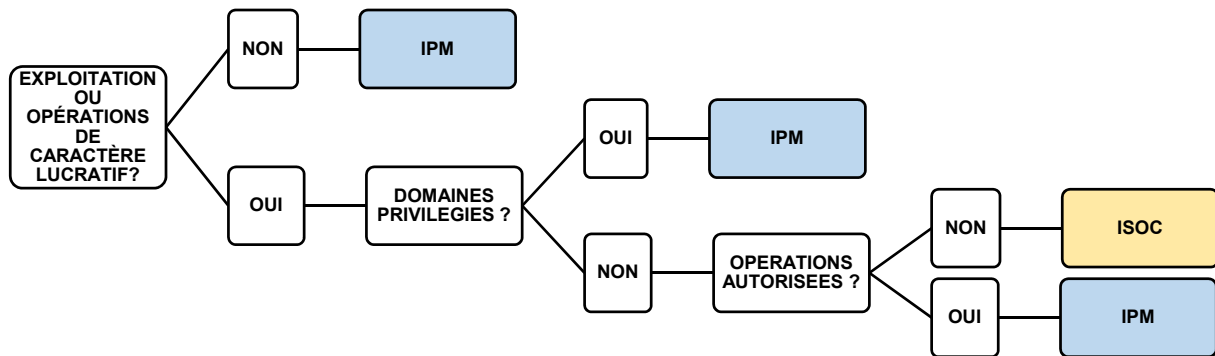 NON
IPM
EXPLOITATION
OU
OPÉRATIONS
DE
CARACTÈRE
LUCRATIF?
OUI
DOMAINES
PRIVILEGIES ?
OUI
IPM
NON
OPERATIONS
AUTORISEES ?
NON
ISOC
OUI
IPM